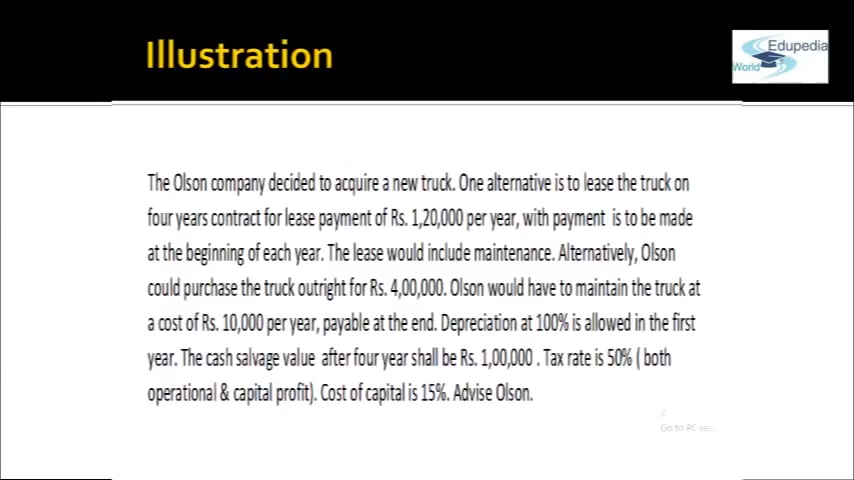 Illustration
Edupedia
World
The Olson company decided to acquire a new truck. One alternative is to lease the truck on
four years contract for lease payment of Rs. 1,20,000 per year, with payment is to be made
at the beginning of each year. The lease would include maintenance. Alternatively, Olson
could purchase the truck outright for Rs. 4,00,000. Olson would have to maintain the truck at
a cost of Rs. 10,000 per year, payable at the end. Depreciation at 100% is allowed in the first
year. The cash salvage value after four year shall be Rs. 1,00,000 . Tax rate is 50% ( both
operational & capital profit). Cost of capital is 15%. Advise Olson.
Go to PC